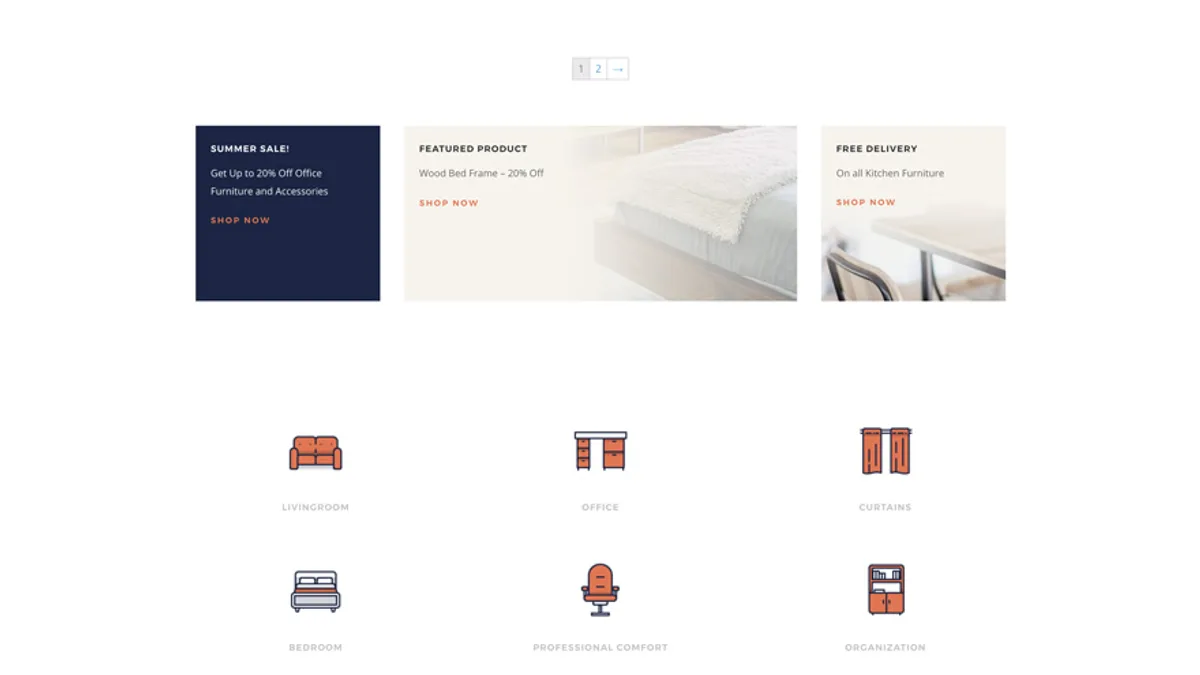 1 2 →
SUMMER SALE!
Get Up to 20% Off Office
Furniture and Accessories
SHOP NOW
FEATURED PRODUCT
Wood Bed Frame – 20% Off
SHOP NOW
FREE DELIVERY
On all Kitchen Furniture
SHOP NOW
LIVINGROOM
OFFICE
CURTAINS
BEDROOM
PROFESSIONAL COMFORT
ORGANIZATION